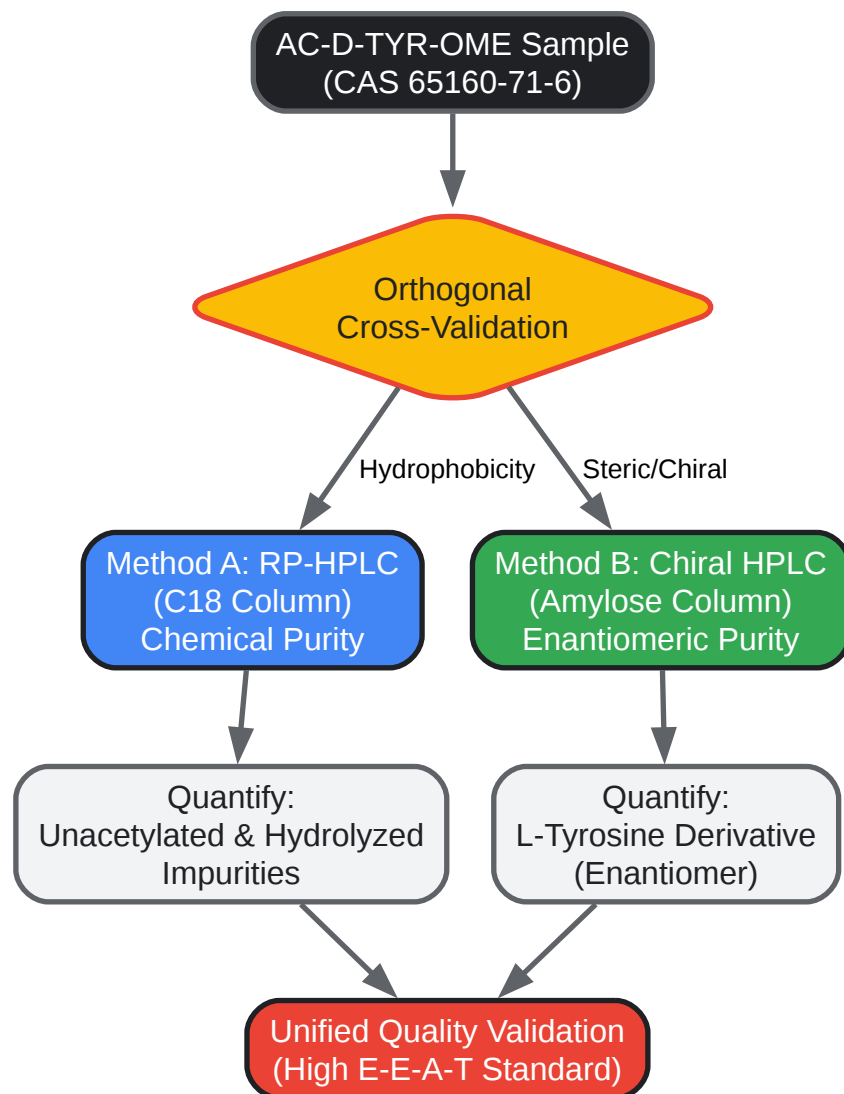 AC-D-TYR-OME Sample
(CAS 65160-71-6)
Orthogonal
Cross-Validation
Hydrophobicity
Steric/Chiral
Method A: RP-HPLC
(C18 Column)
Chemical Purity
Method B: Chiral HPLC
(Amylose Column)
Enantiomeric Purity
Quantify:
Unacetylated & Hydrolyzed
Impurities
Quantify:
L-Tyrosine Derivative
(Enantiomer)
Unified Quality Validation
(High E-E-A-T Standard)